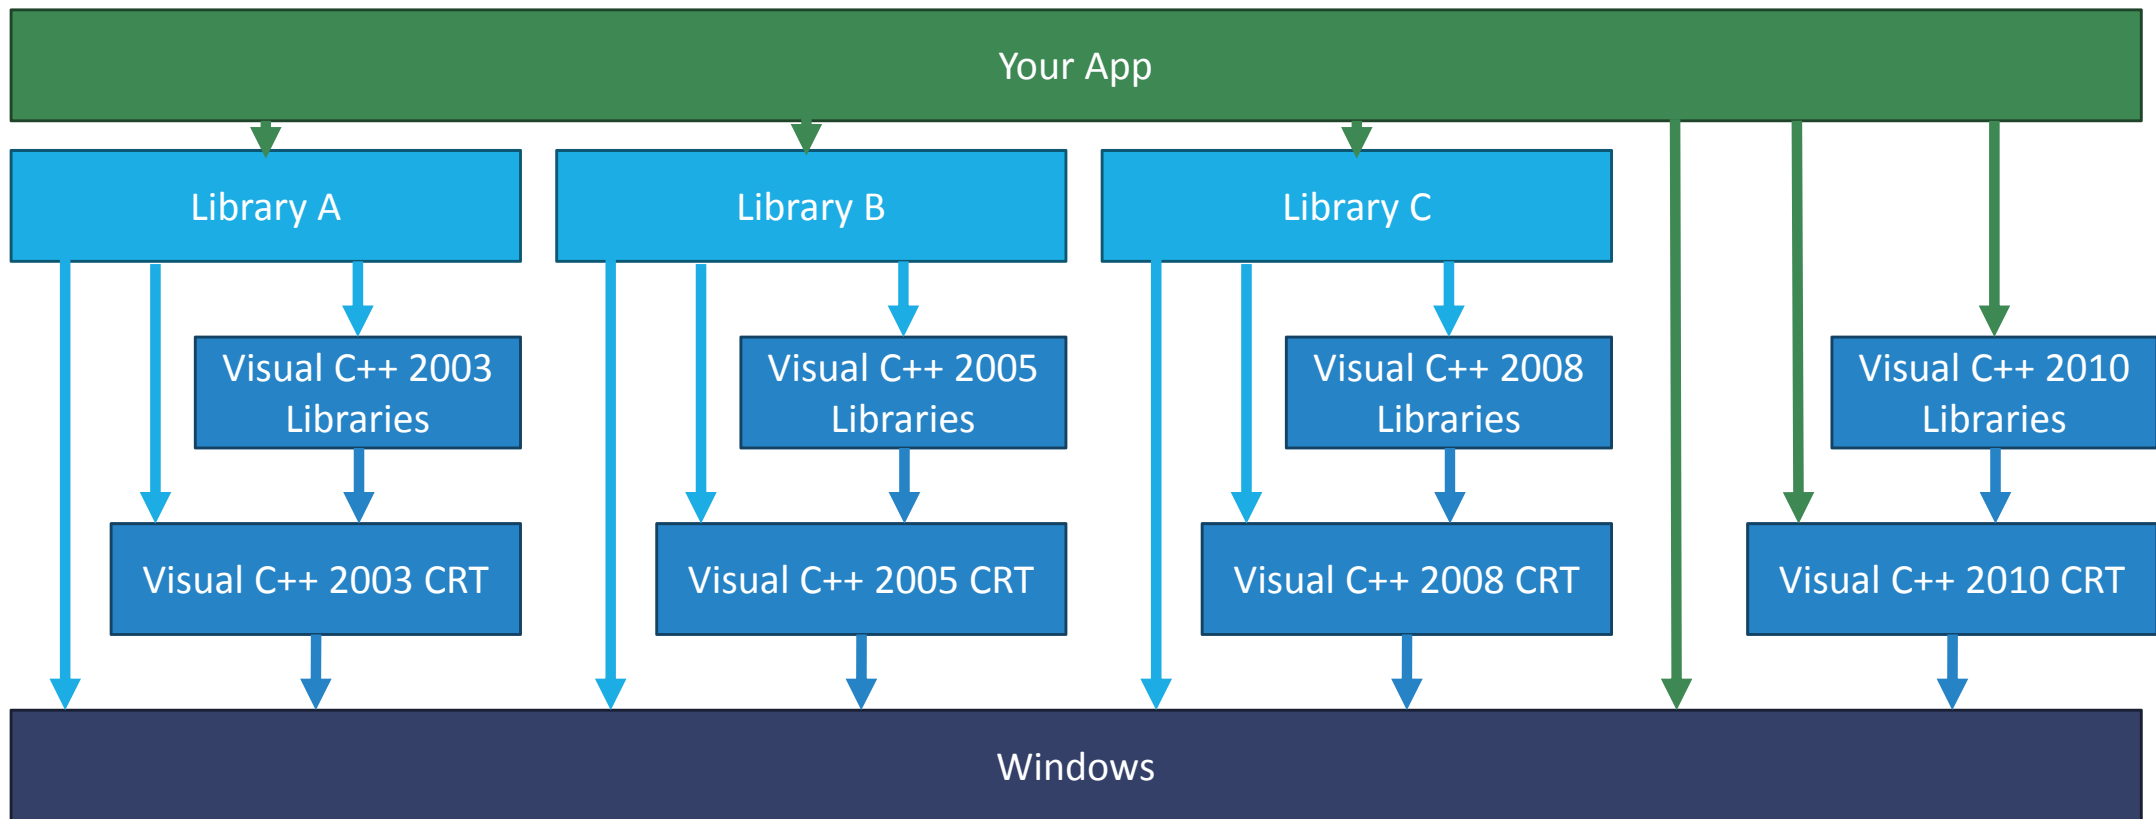 Your App
Library A
Library B
Library C
Visual C++ 2003
Libraries
Visual C++ 2005
Libraries
Visual C++ 2008
Libraries
Visual C++ 2010
Libraries
Visual C++ 2003 CRT
Visual C++ 2005 CRT
Visual C++ 2008 CRT
Visual C++ 2010 CRT
Windows